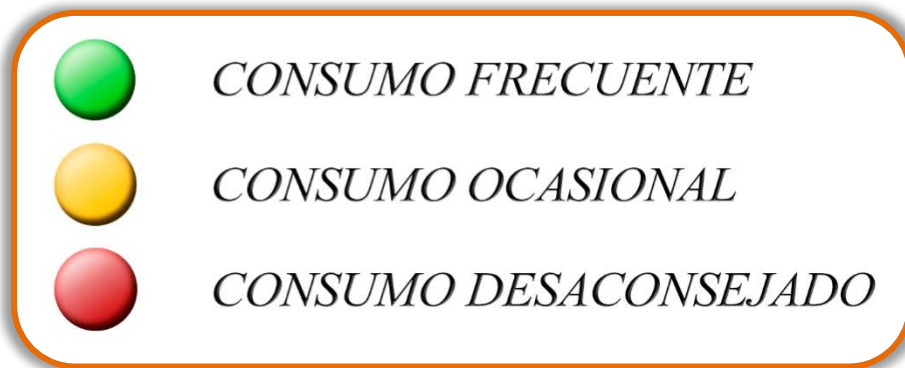 CONSUMO FRECUENTE
CONSUMO OCASIONAL
CONSUMO DESACONSEJADO